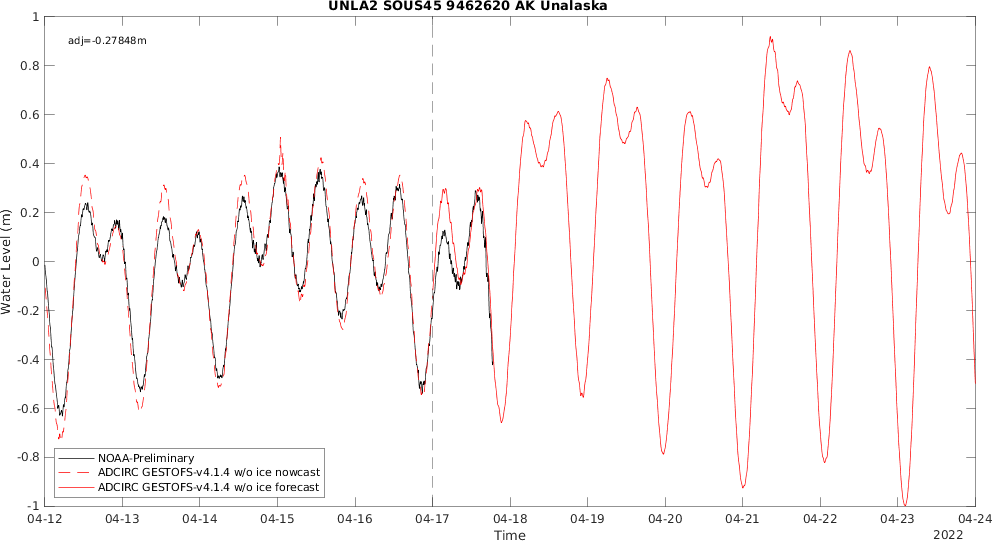 UNLA2 SOUS45 9462620 AK Unalaska
1
adj=-0.27848m
0.8
0.6
0.4
0.2
0
-0.2
-0.4
-0.6
-0.8
-1
Water Level (m)
NOAA-Preliminary
ADCIRC GESTOFS-v4.1.4 w/o ice nowcast
ADCIRC GESTOFS-v4.1.4 w/o ice forecast
04-12 04-13 04-14 04-15 04-16 04-17 04-18 04-19 04-20 04-21 04-22 04-23 04-24
Time
2022